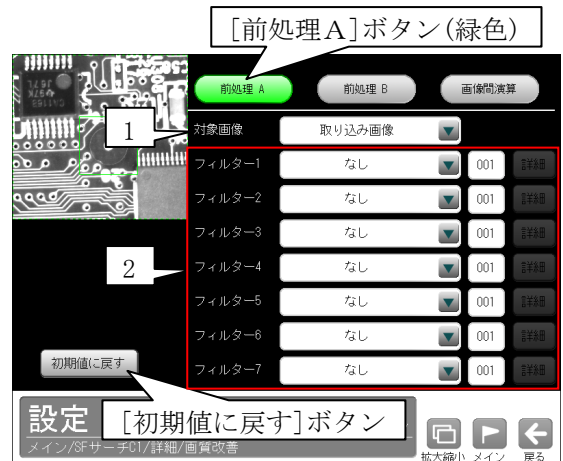 [前処理A]ボタン(緑色)
前処理 A
前処理 B
画像間演算
1
対象画像
取り込み画像
フィルター1
なし
001
詳細
フィルター2
なし
001
詳細
フィルター3
なし
001
詳細
2
フィルター4
なし
001
詳細
フィルター5
なし
001
詳細
フィルター6
なし
001
詳細
初期値に戻す
フィルター7
なし
001
詳細
設定
[初期値に戻す]ボタン
メイン/SFサーチC1/詳細/画質改善
拡大縮小
メイン
戻る